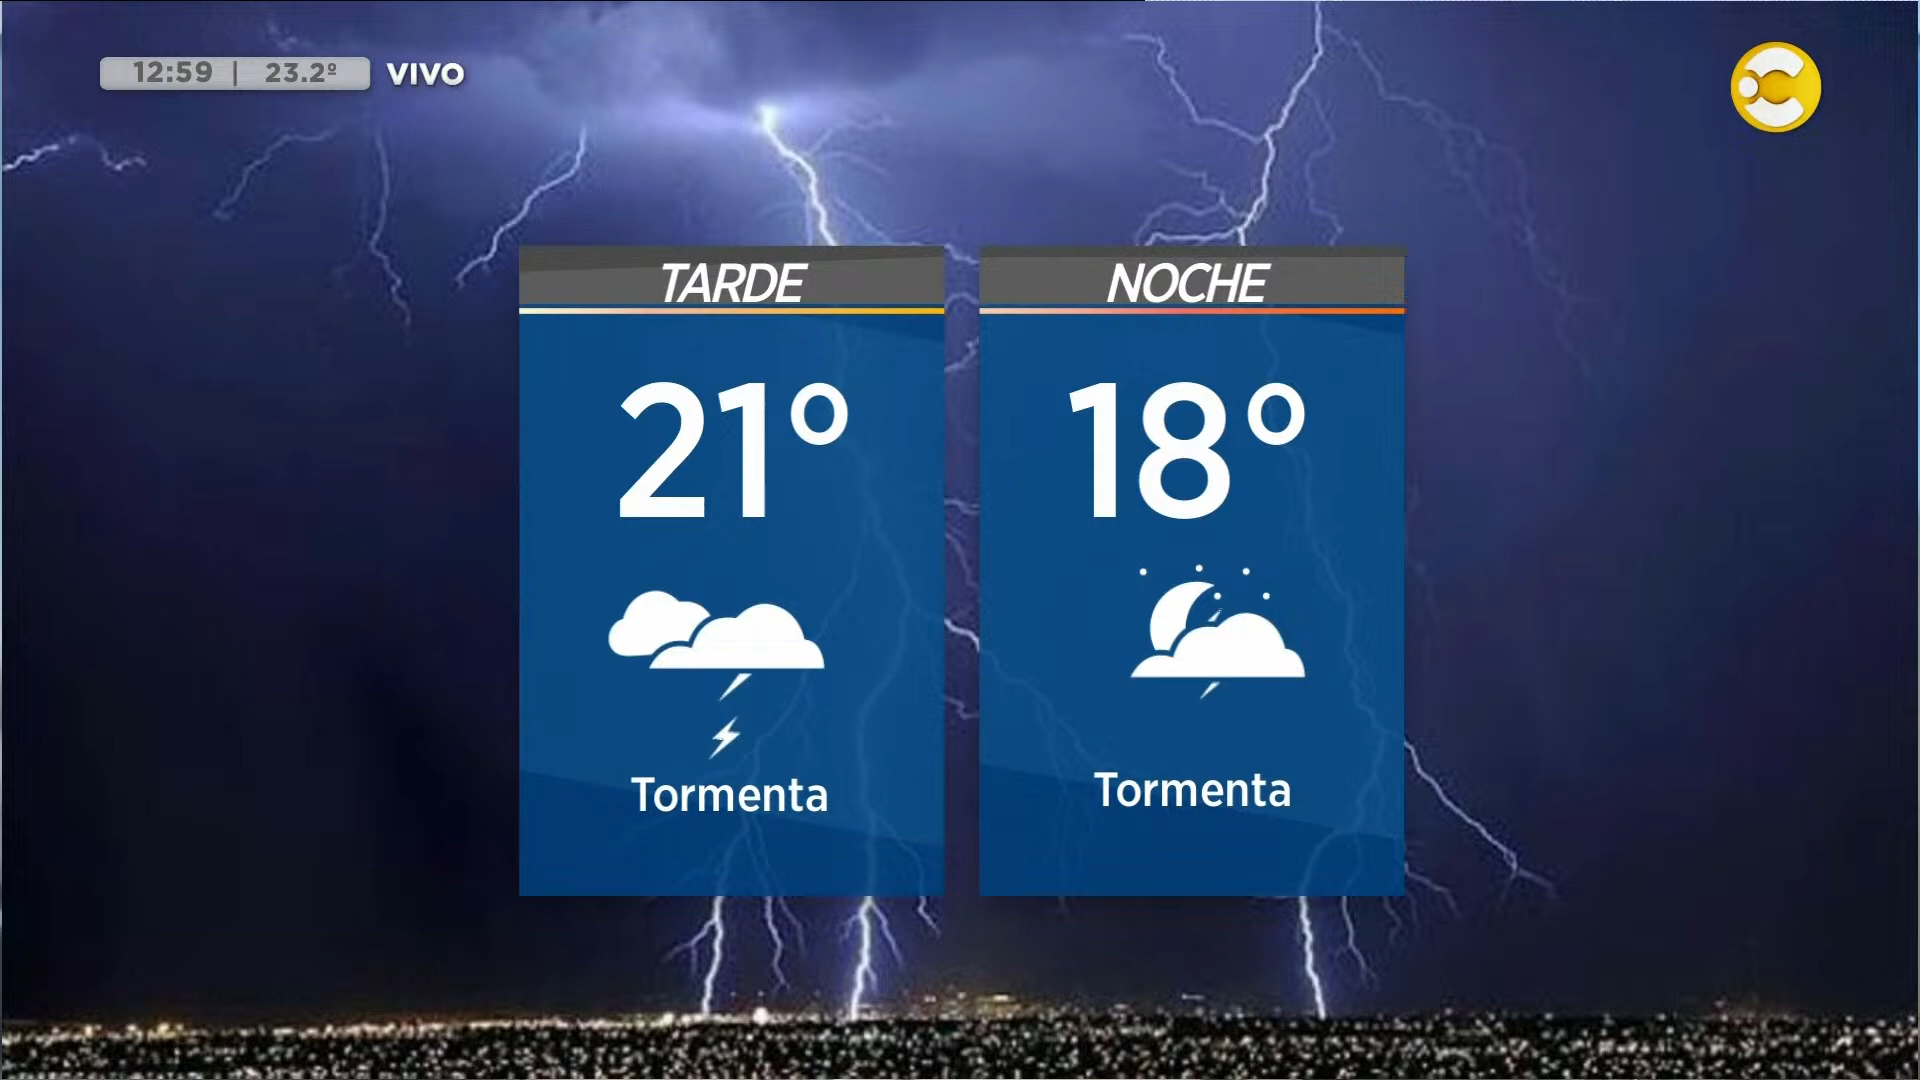 12:59 | 23.2º VIVO
TARDE
21°
Tormenta
NOCHE
18°
Tormenta